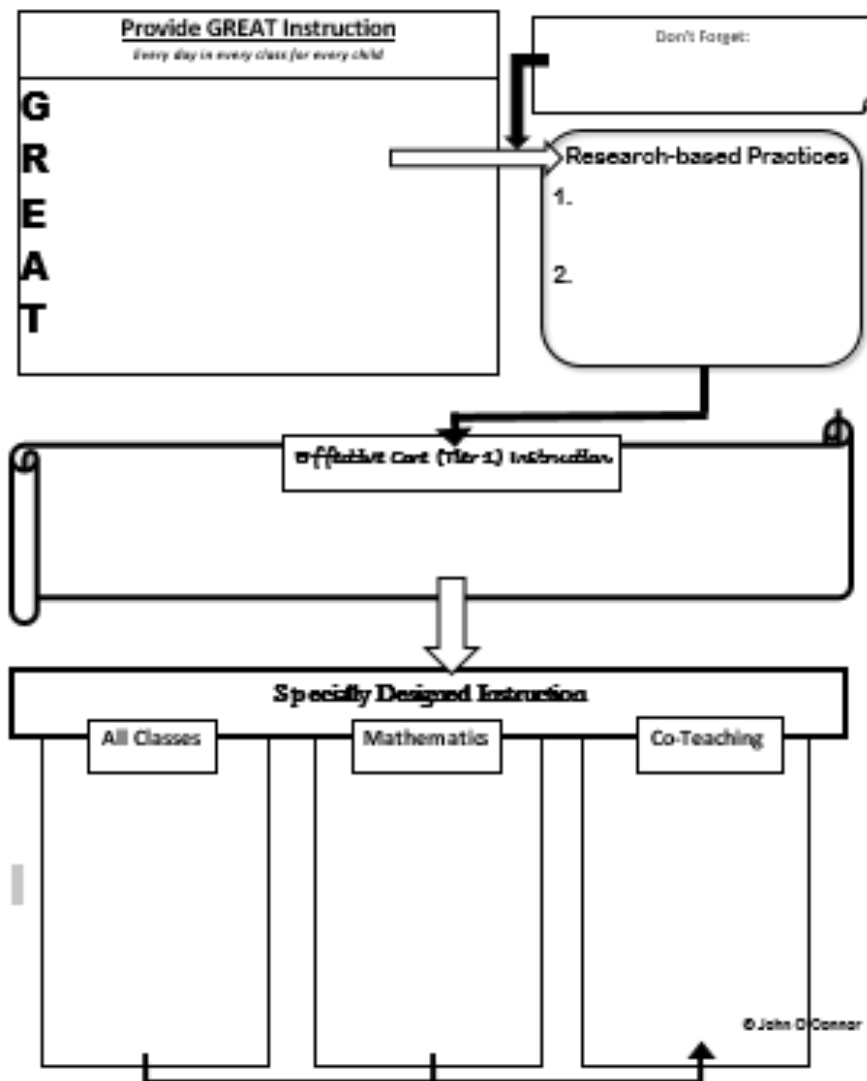 Provide GREAT Instruction
Every day in every class for every child
Don't Forget:
G
R
E
A
T
Research-based Practices
1.
2.
Effective Core (Tier 1) Instruction
Specially Designed Instruction
All Classes
Mathematics
Co-Teaching
© John O'Connor